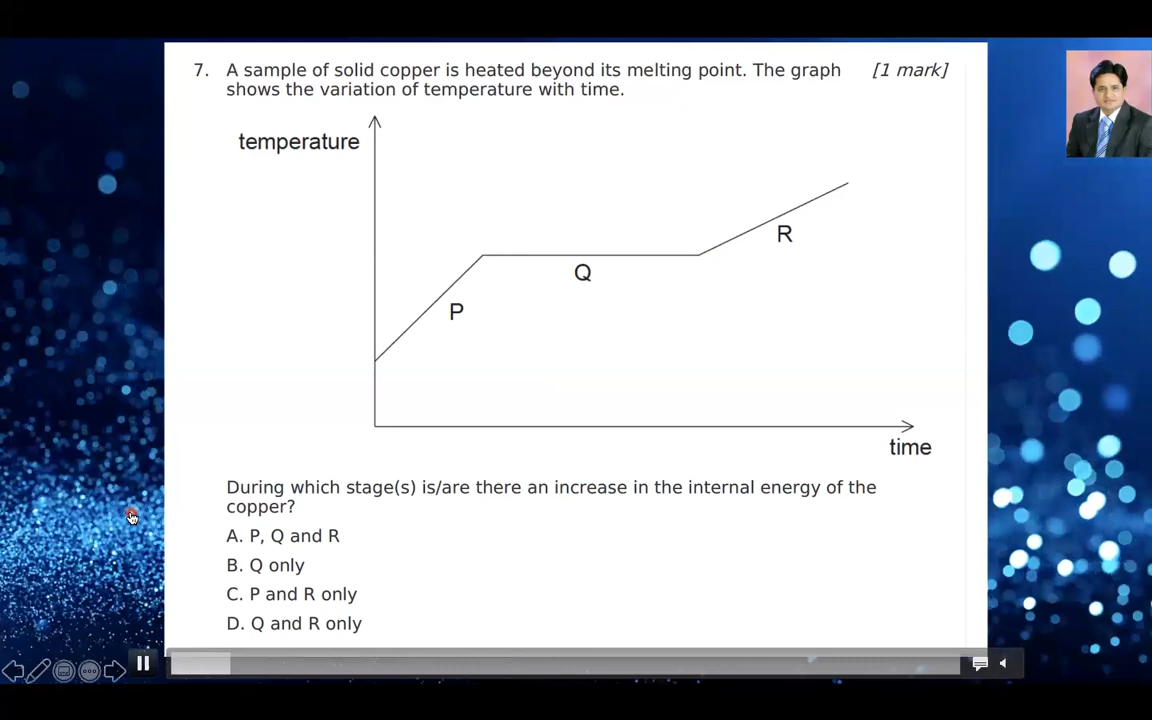 7. A sample of solid copper is heated beyond its melting point. The graph [1 mark]
shows the variation of temperature with time.
temperature
R
Q
P
time
During which stage(s) is/are there an increase in the internal energy of the
copper?
A. P, Q and R
B. Q only
C. P and R only
D. Q and R only